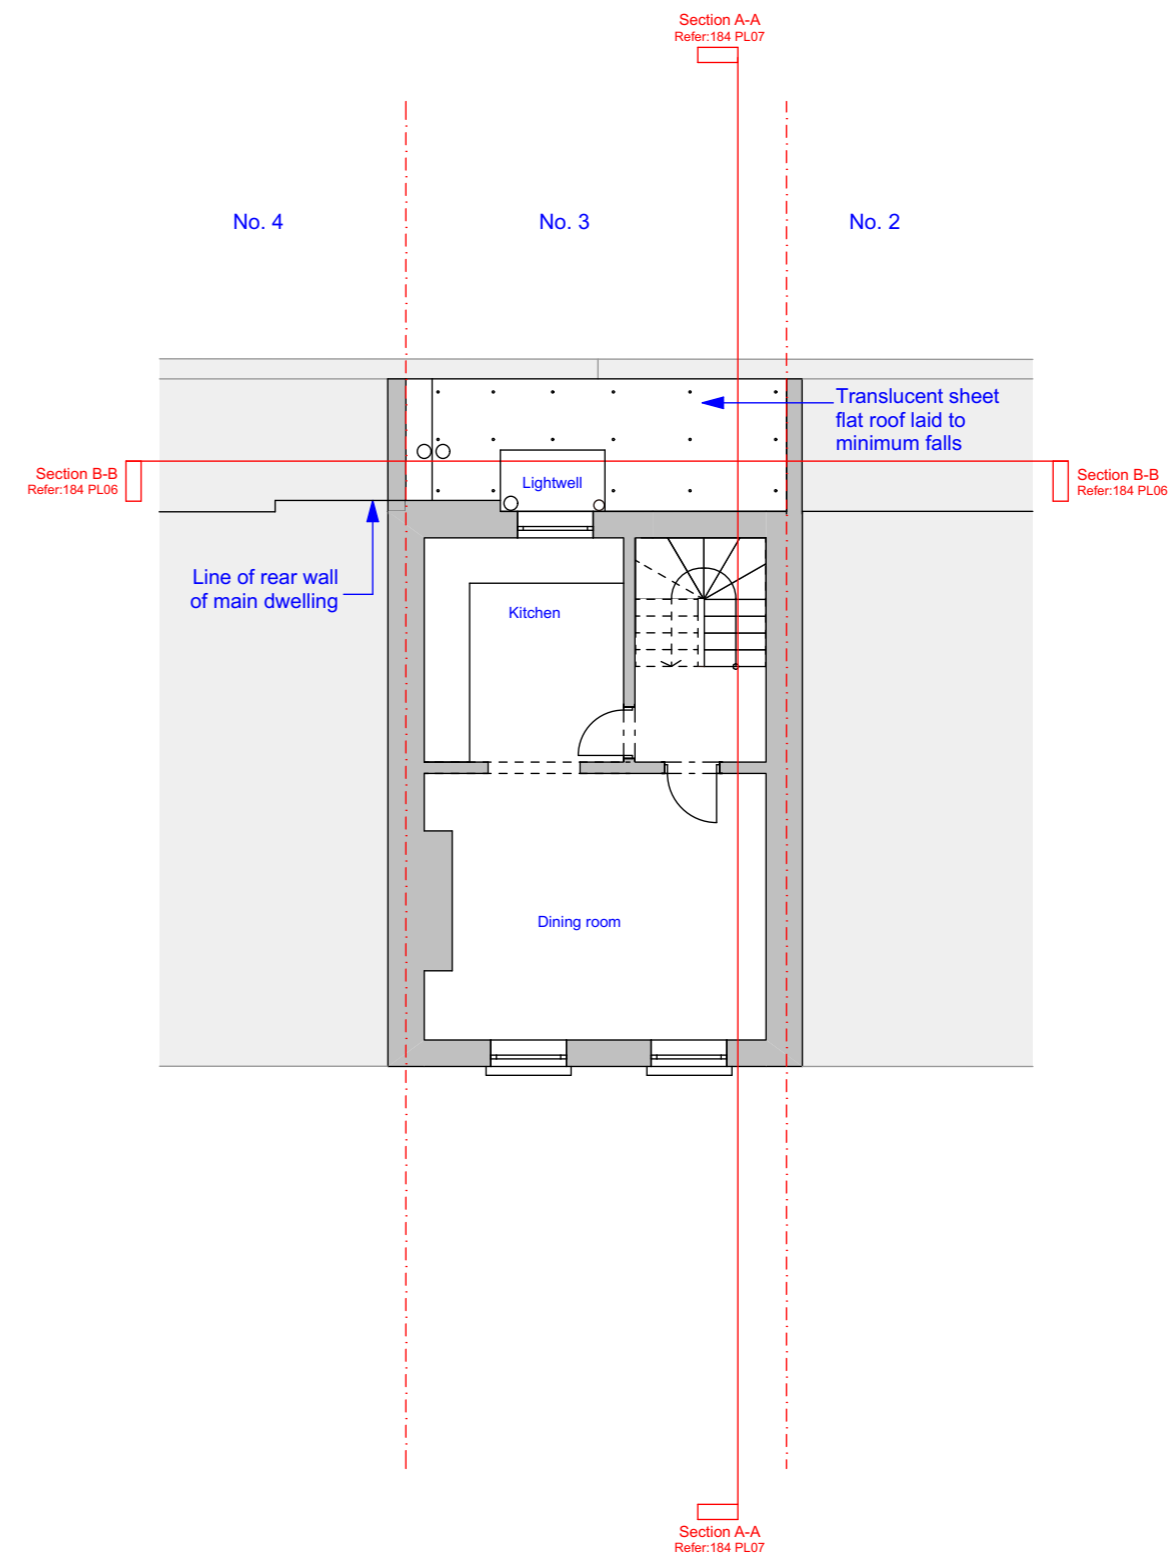 Section A-A
Refer:184 PL07
No. 4
No. 3
No. 2
Translucent sheet
flat roof laid to
minimum falls
Section B-B
Refer:184 PL06
Lightwell
Section B-B
Refer:184 PL06
Line of rear wall
of main dwelling
Kitchen
Dining room
Section A-A
Refer:184 PL07